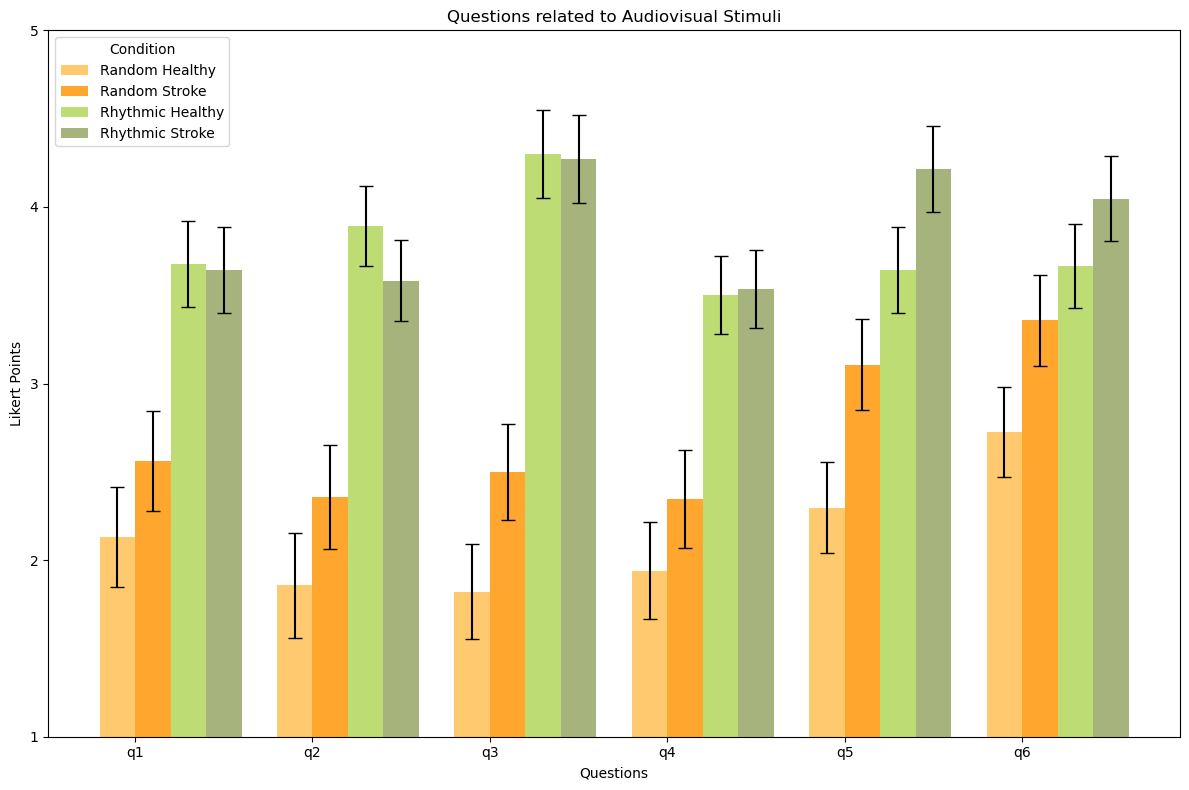 Questions related to Audiovisual Stimuli
Condition
Random Healthy
Random Stroke
Rhythmic Healthy
Rhythmic Stroke
Likert Points
5
4
3
2
1
q1 q2 q3 q4 q5 q6
Questions